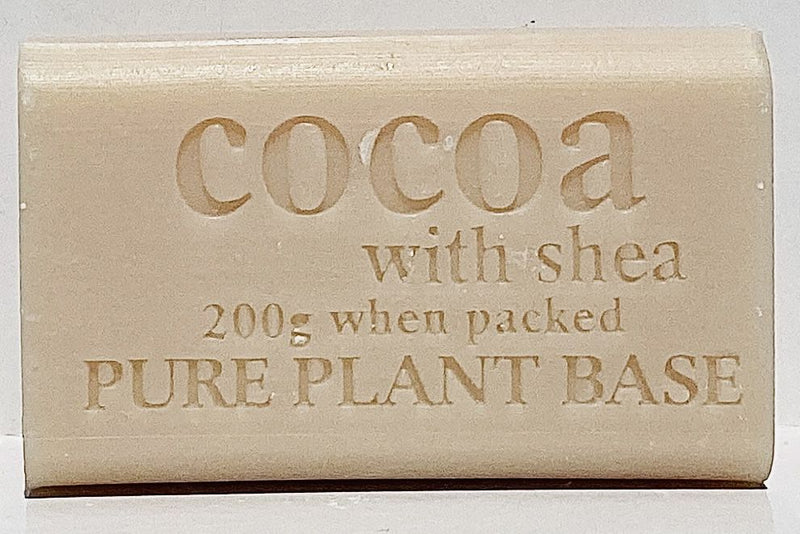 cocoa
with shea
200g when packed
PURE PLANT BASE